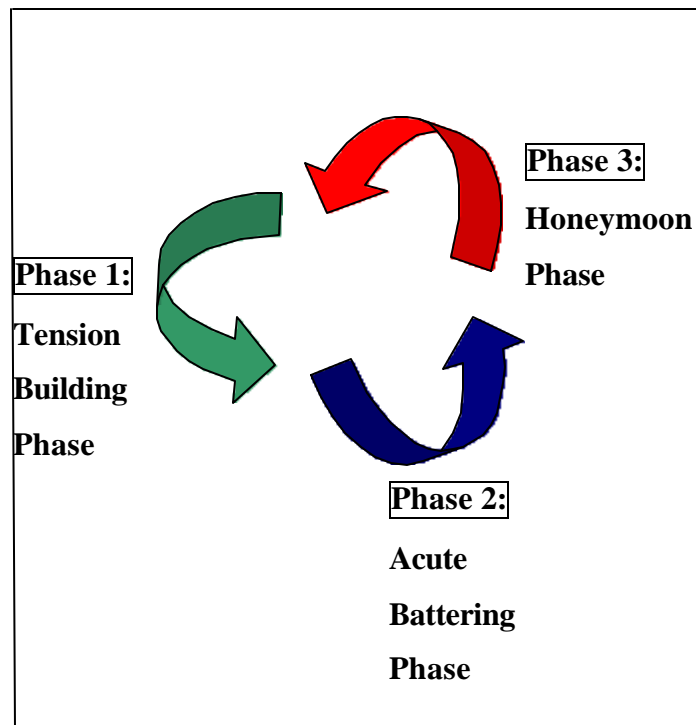 Phase 1:
Tension
Building
Phase
Phase 2:
Acute
Battering
Phase
Phase 3:
Honeymoon
Phase